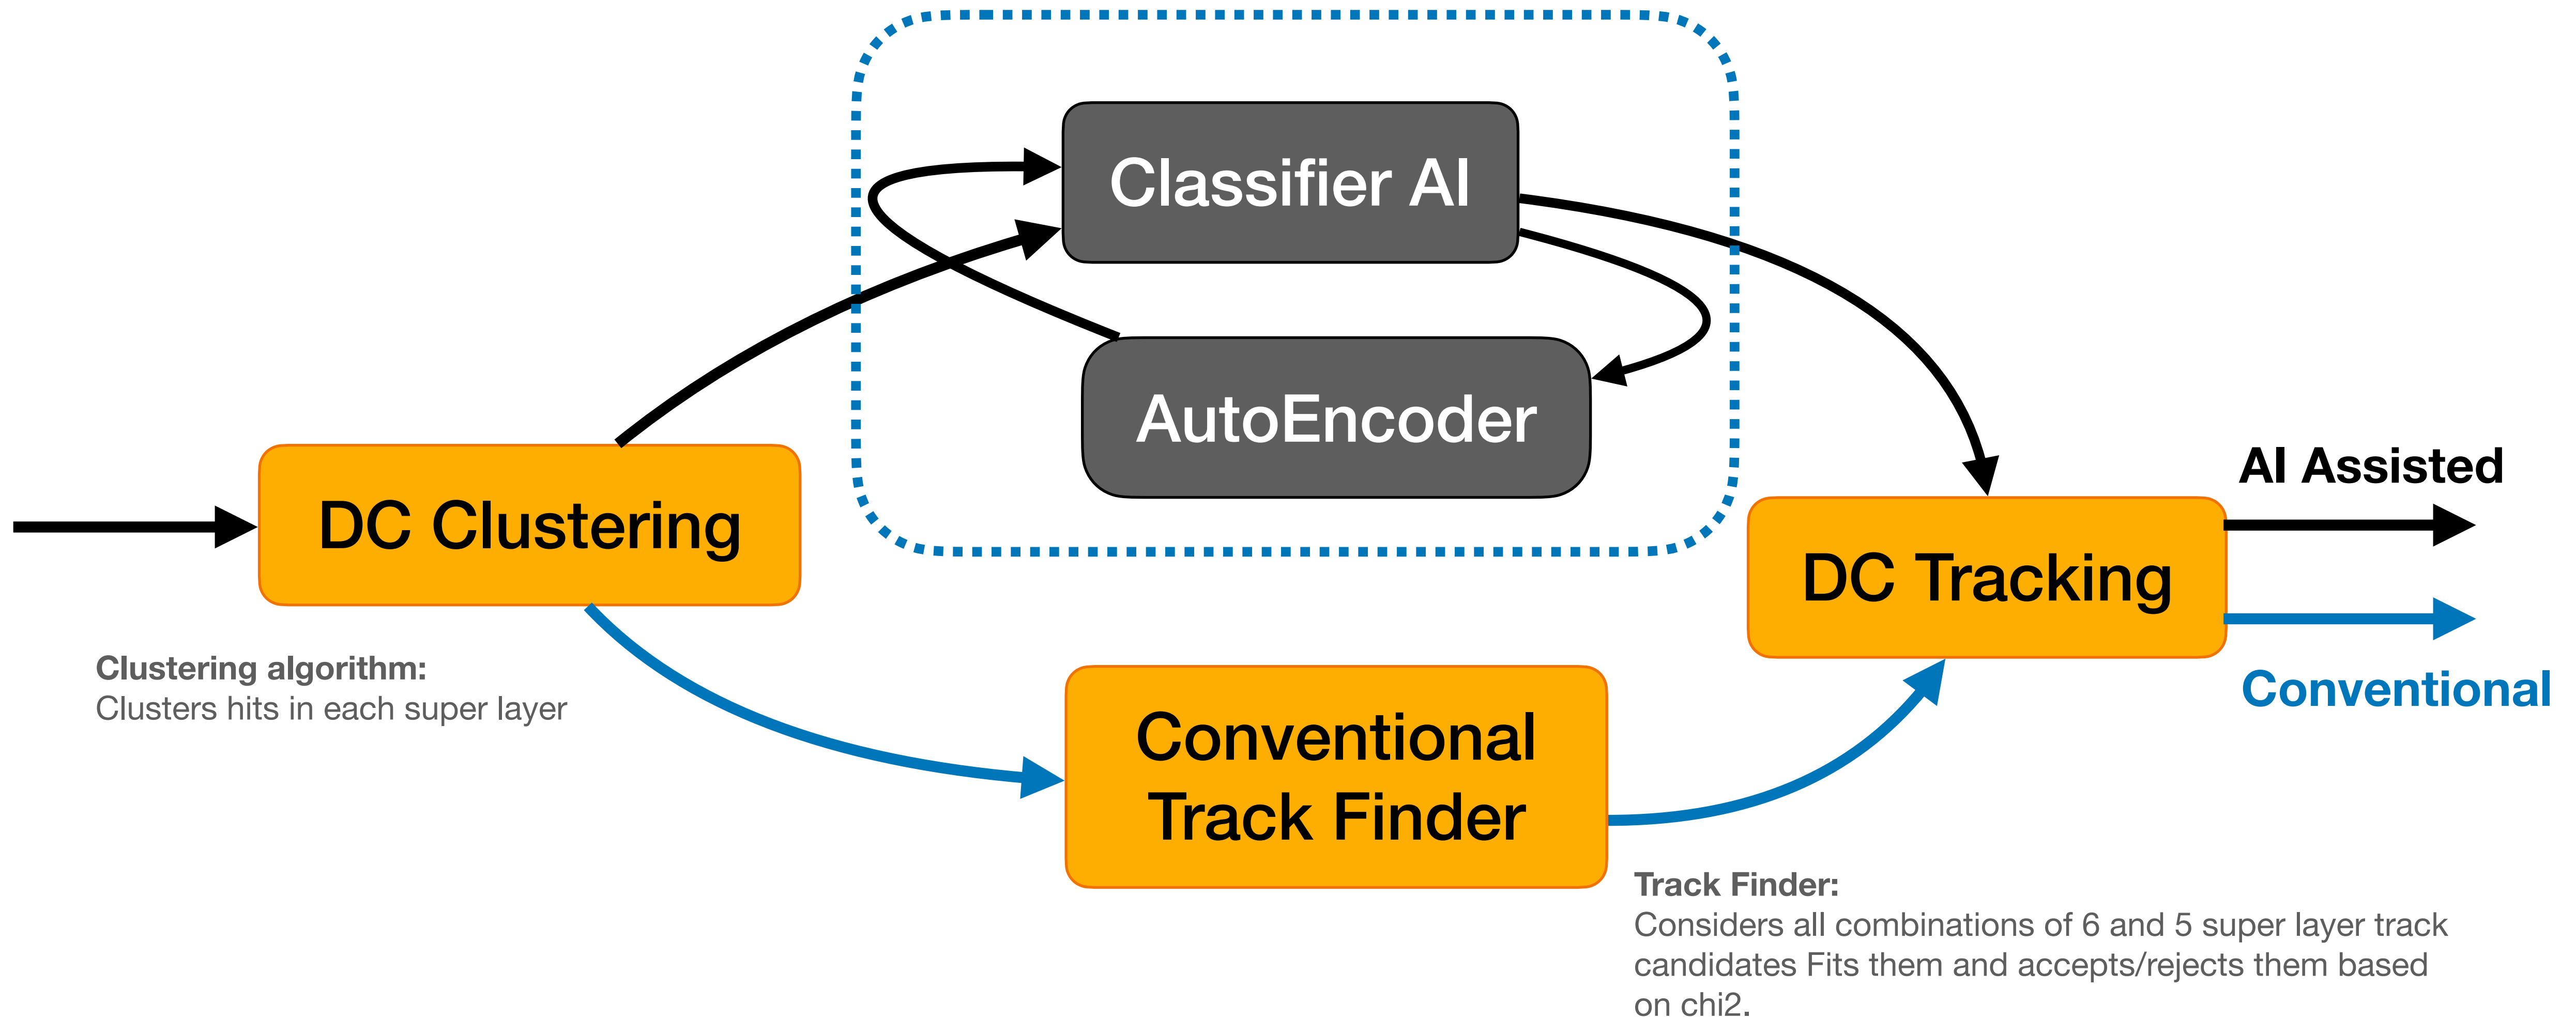 Classifier AI
AutoEncoder
DC Clustering
Clustering algorithm:
Clusters hits in each super layer
Conventional
Track Finder
Track Finder:
Considers all combinations of 6 and 5 super layer track
candidates Fits them and accepts/rejects them based
on chi2.
DC Tracking
AI Assisted
Conventional